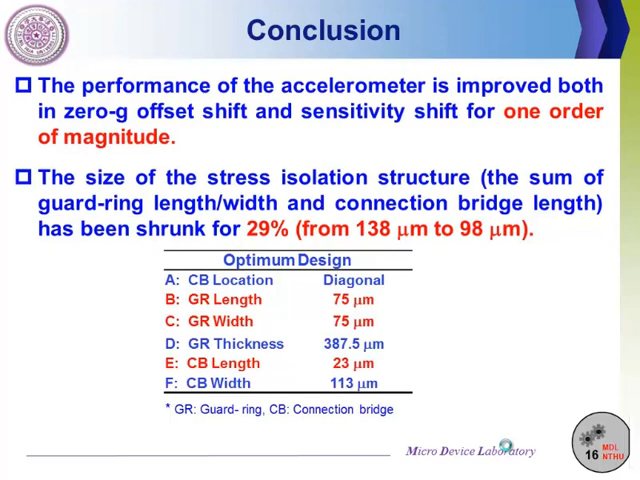 Conclusion
The performance of the accelerometer is improved both
in zero-g offset shift and sensitivity shift for one order
of magnitude.
The size of the stress isolation structure (the sum of
guard-ring length/width and connection bridge length)
has been shrunk for 29% (from 138 μm to 98 μm).
Optimum Design
A: CB Location Diagonal
B: GR Length 75 μm
C: GR Width 75 μm
D: GR Thickness 387.5 μm
E: CB Length 23 μm
F: CB Width 113 μm
* GR: Guard- ring, CB: Connection bridge
Micro Device Laboratory
16 MDL
NTHU